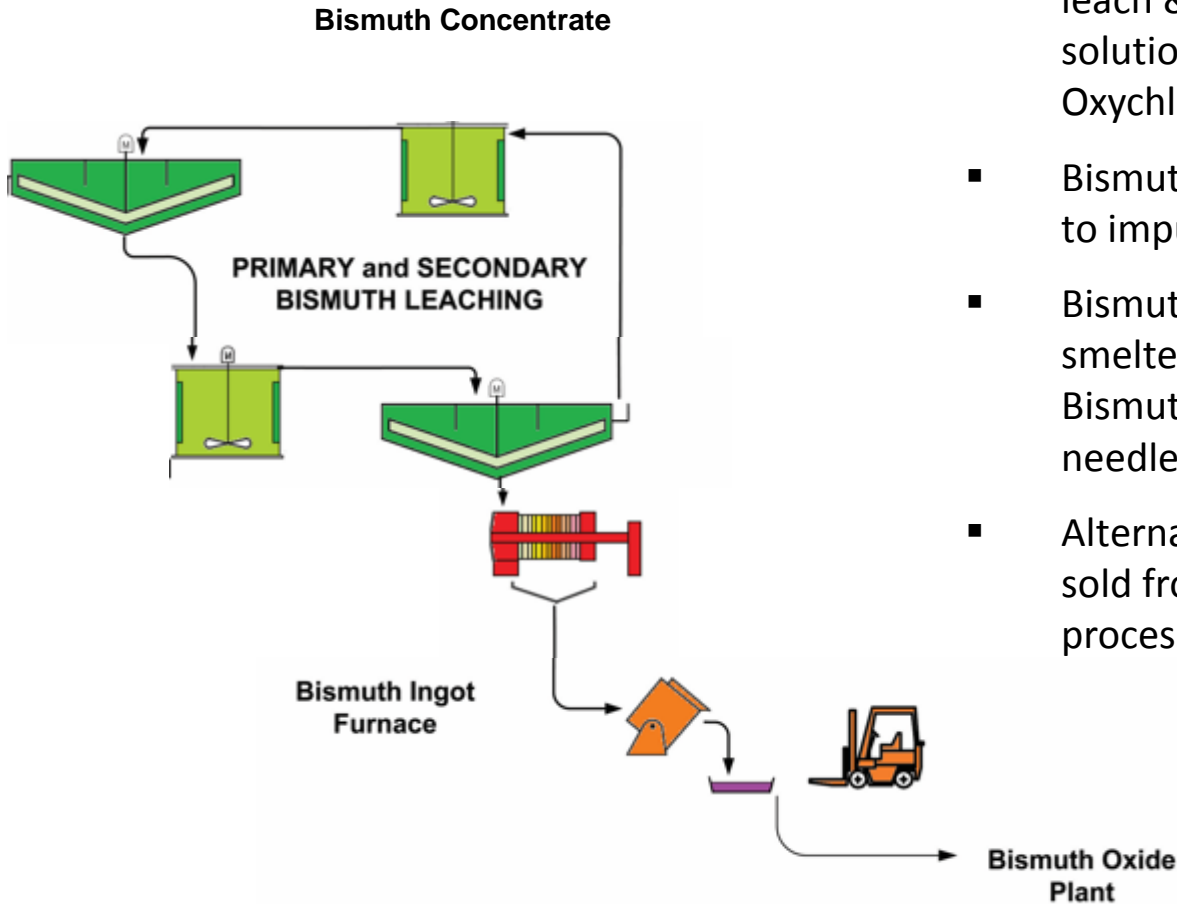 Bismuth Concentrate
M
PRIMARY and SECONDARY
BISMUTH LEACHING
M
M
Bismuth Ingot
Furnace
Bismuth Oxide
Plant
leach &
solutio
Oxychl
▪ Bismut
to impu
▪ Bismut
smelte
Bismut
needle
▪ Alterna
sold fro
proces